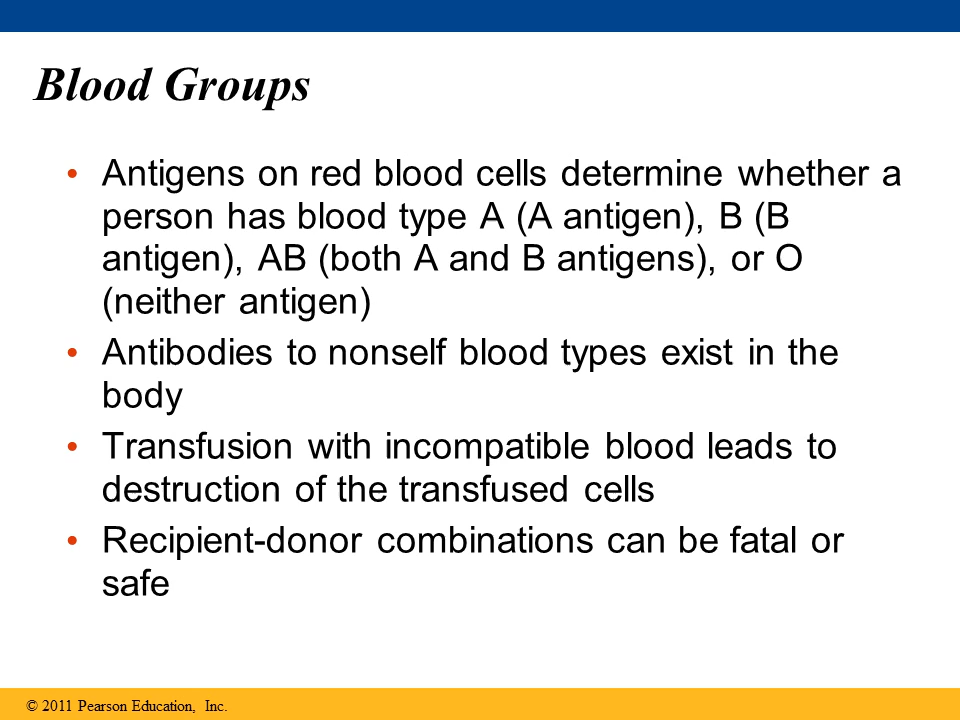 Blood Groups
• Antigens on red blood cells determine whether a
person has blood type A (A antigen), B (B
antigen), AB (both A and B antigens), or O
(neither antigen)
• Antibodies to nonself blood types exist in the
body
• Transfusion with incompatible blood leads to
destruction of the transfused cells
• Recipient-donor combinations can be fatal or
safe
© 2011 Pearson Education, Inc.